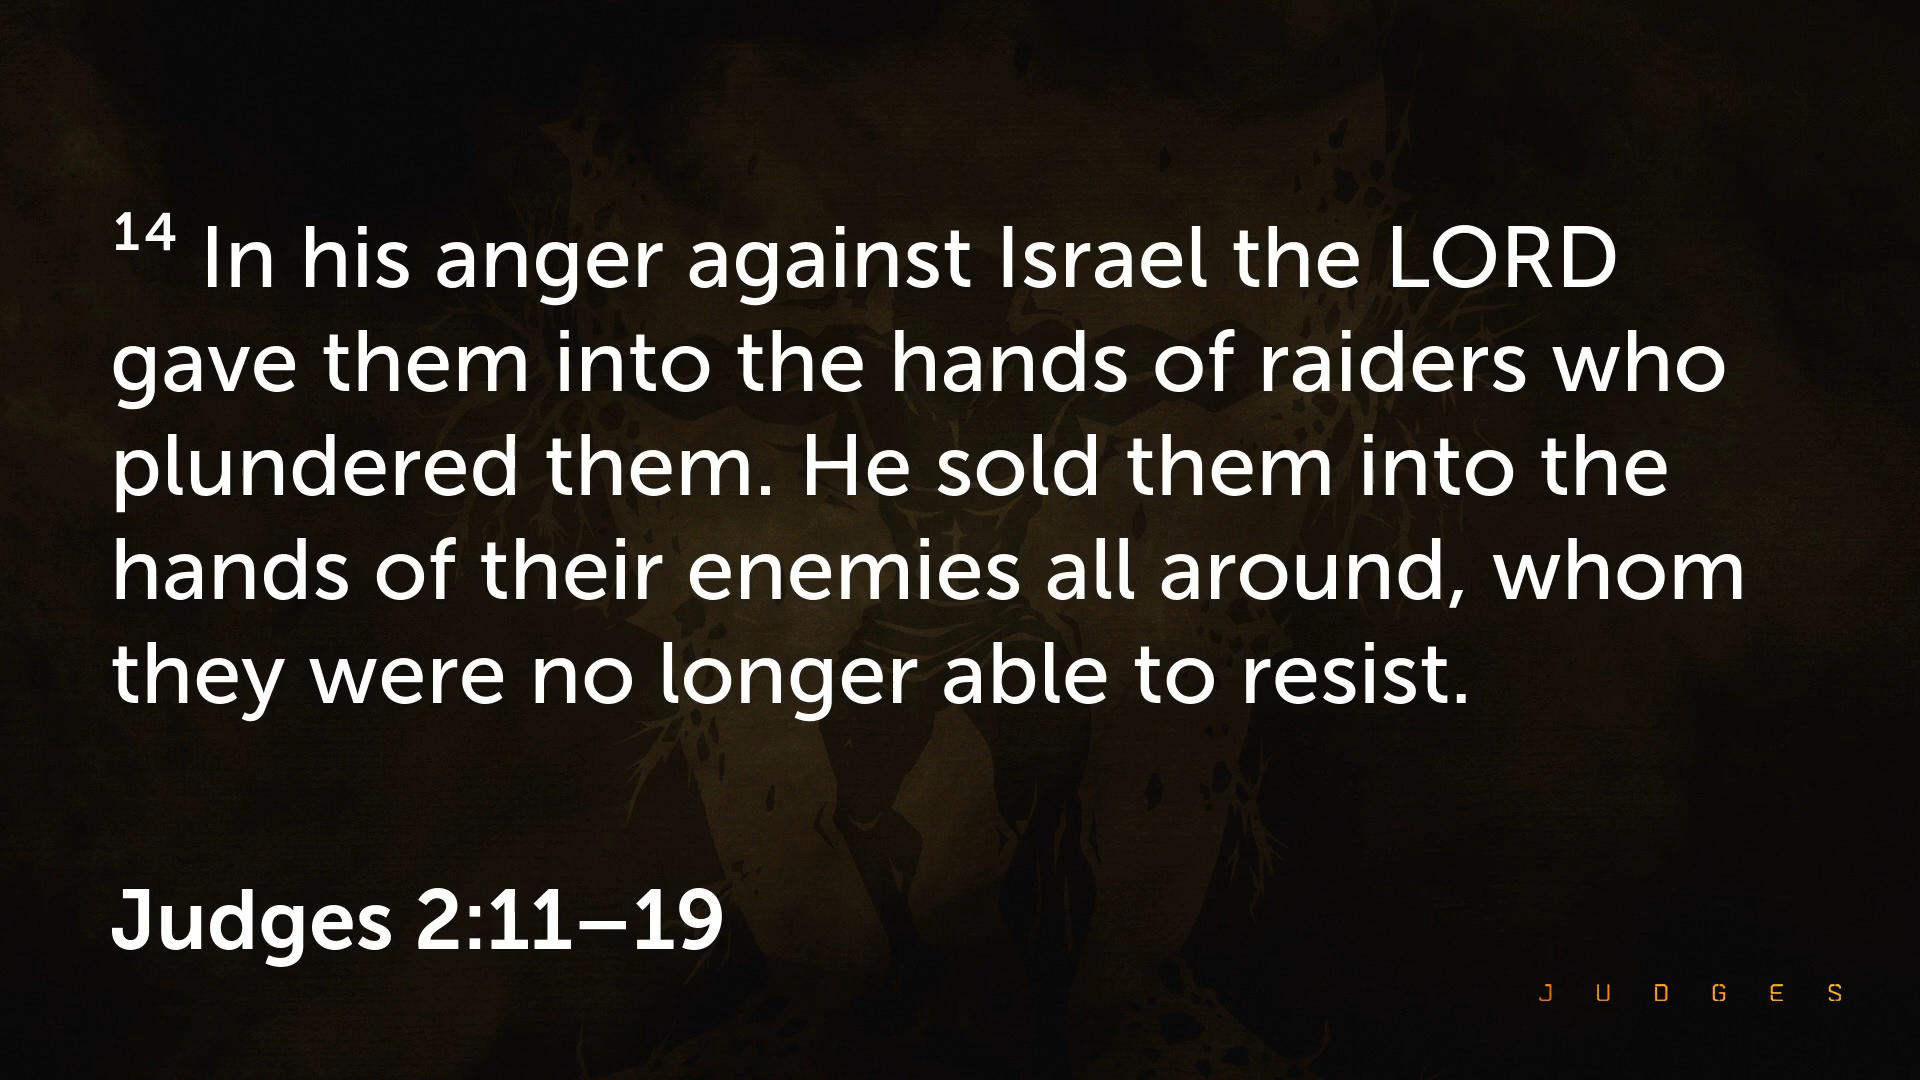 14 In his anger against Israel the LORD
gave them into the hands of raiders who
plundered them. He sold them into the
hands of their enemies all around, whom
they were no longer able to resist.
Judges 2:11–19
JUDGES